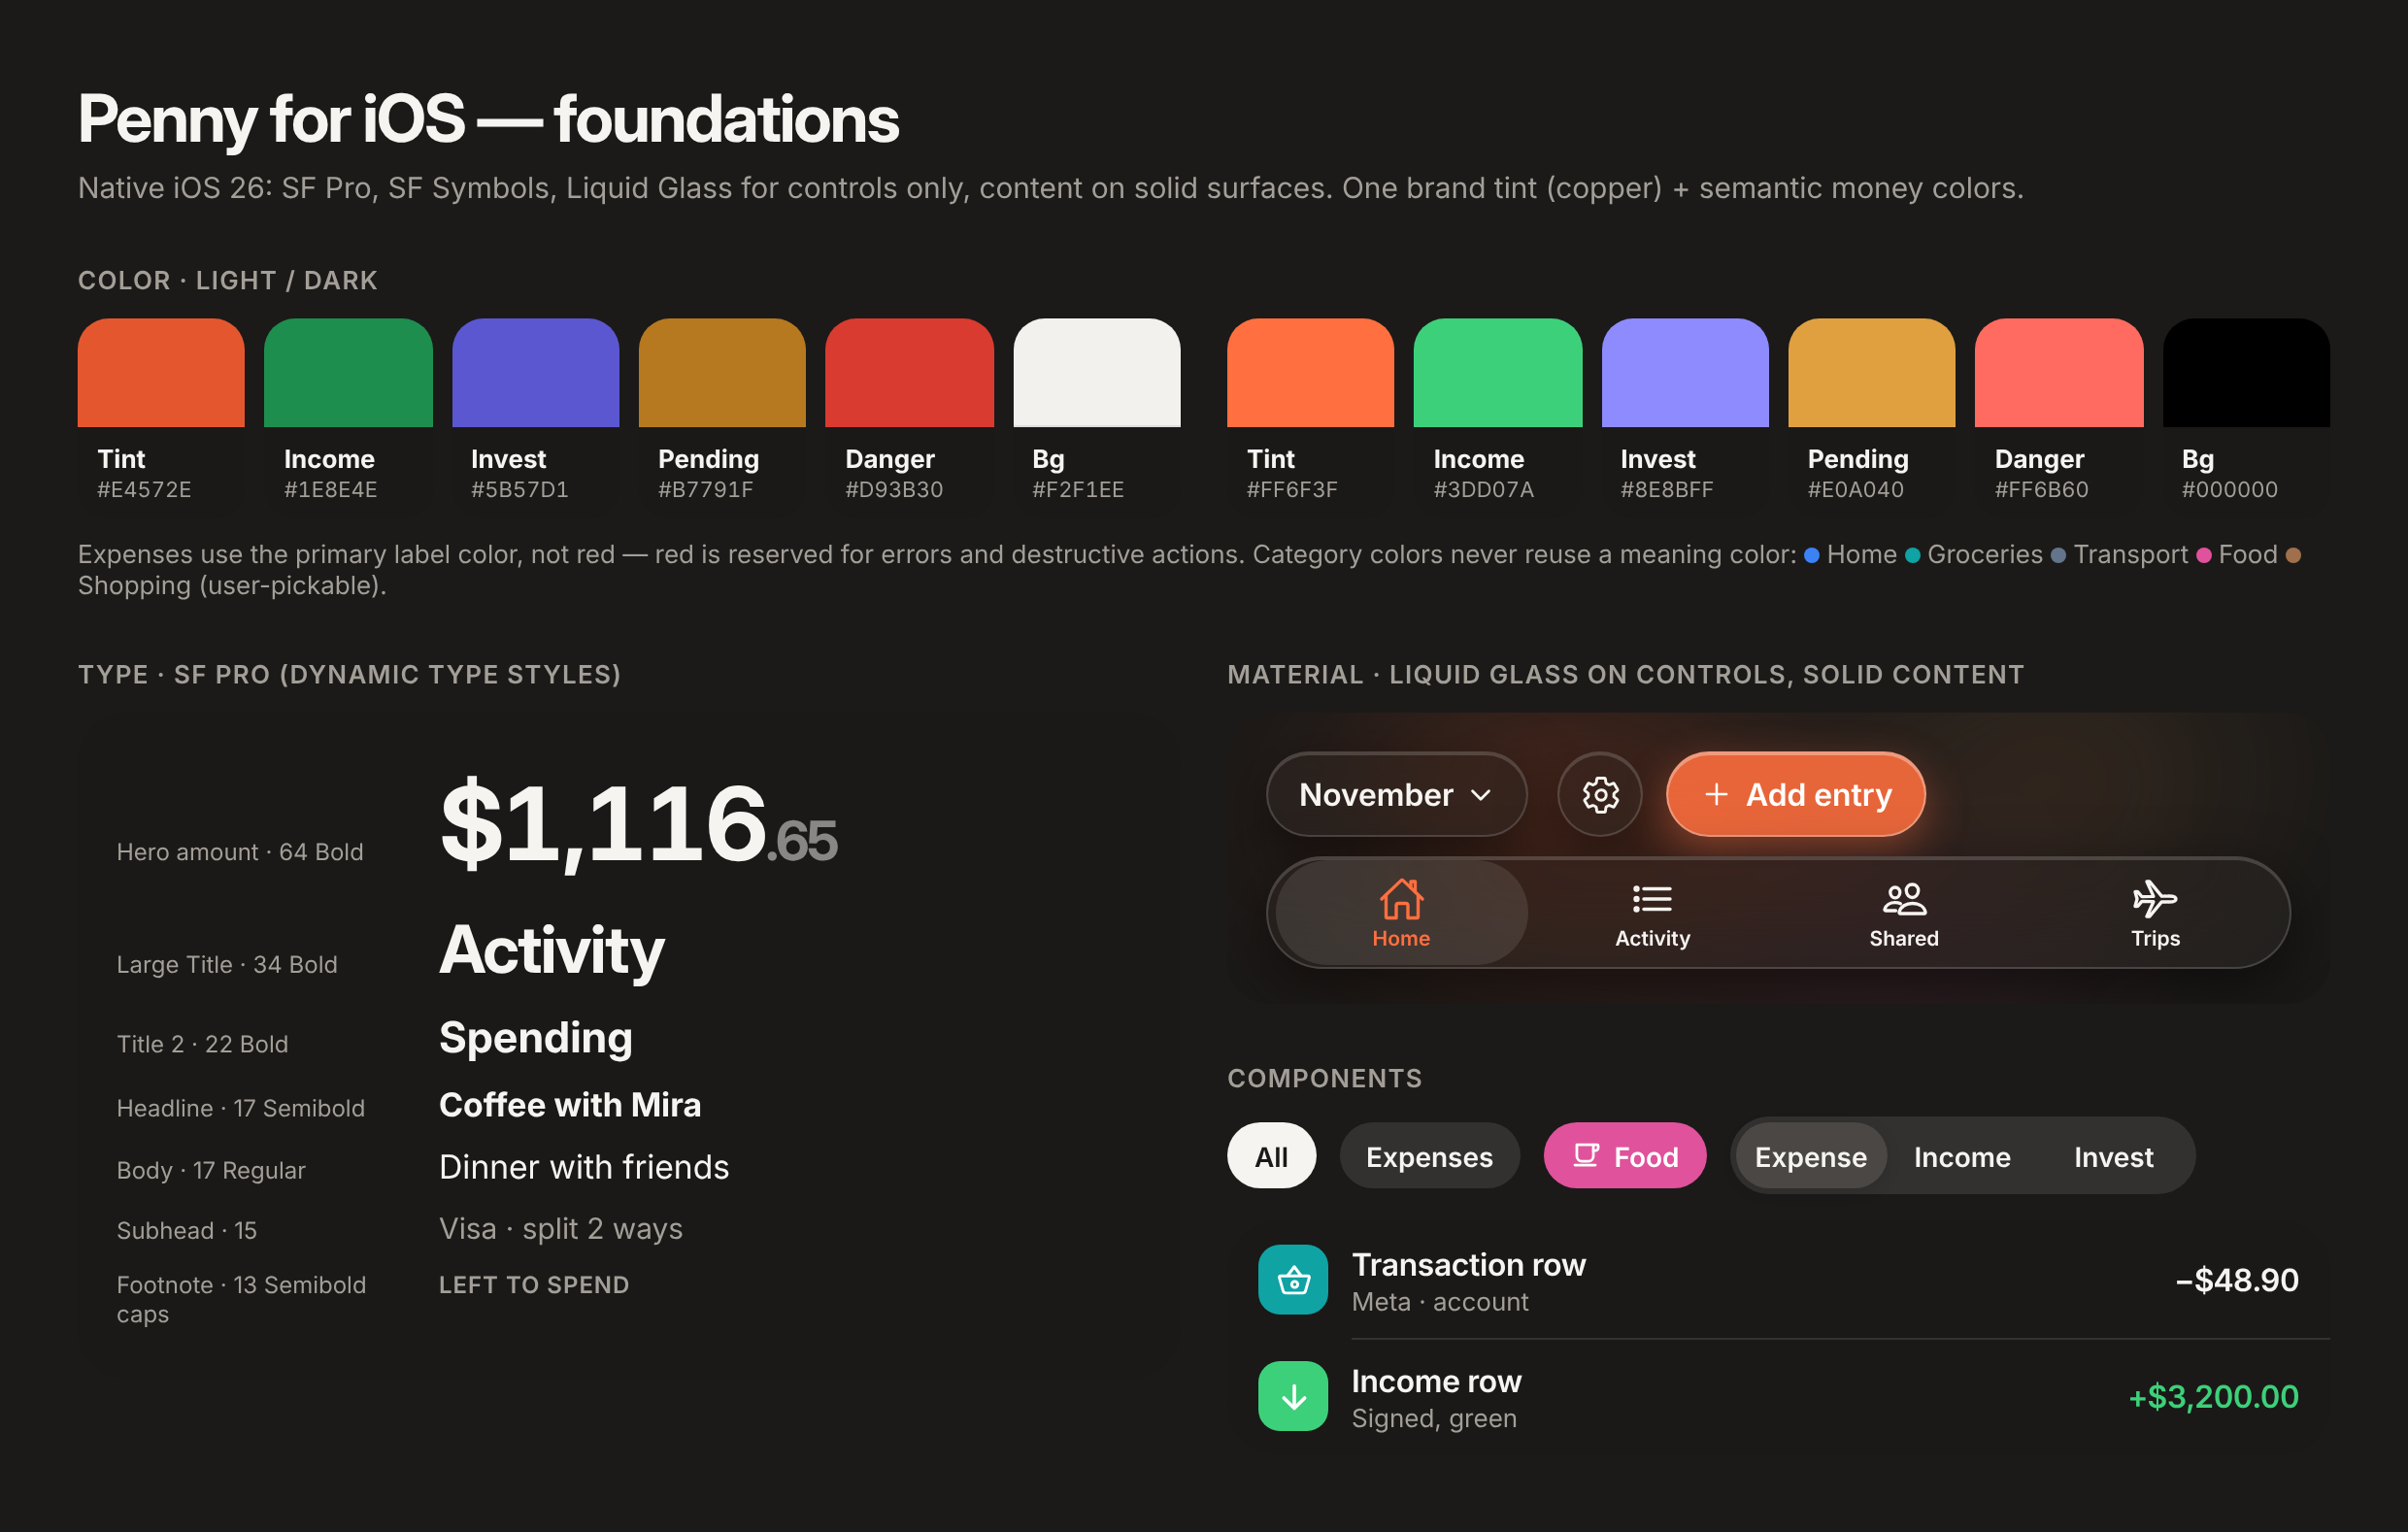 Penny for iOS — foundations
Native iOS 26: SF Pro, SF Symbols, Liquid Glass for controls only, content on solid surfaces. One brand tint (copper) + semantic money colors.
COLOR · LIGHT / DARK
Tint
#E4572E
Income
#1E8E4E
Invest
#5B57D1
Pending
#B7791F
Danger
#D93B30
Bg
#F2F1EE
Tint
#FF6F3F
Income
#3DD07A
Invest
#8E8BFF
Pending
#E0A040
Danger
#FF6B60
Bg
#000000
Expenses use the primary label color, not red — red is reserved for errors and destructive actions. Category colors never reuse a meaning color: Home Groceries Transport Food
Shopping (user-pickable).
TYPE · SF PRO (DYNAMIC TYPE STYLES)
Hero amount · 64 Bold
$1,116.65
Large Title · 34 Bold
Activity
Title 2 · 22 Bold
Spending
Headline · 17 Semibold
Coffee with Mira
Body · 17 Regular
Dinner with friends
Subhead · 15
Visa · split 2 ways
Footnote · 13 Semibold
caps
LEFT TO SPEND
MATERIAL · LIQUID GLASS ON CONTROLS, SOLID CONTENT
November
+ Add entry
Home
Activity
Shared
Trips
COMPONENTS
All
Expenses
Food
Expense
Income
Invest
Transaction row
Meta · account
−$48.90
Income row
Signed, green
+$3,200.00